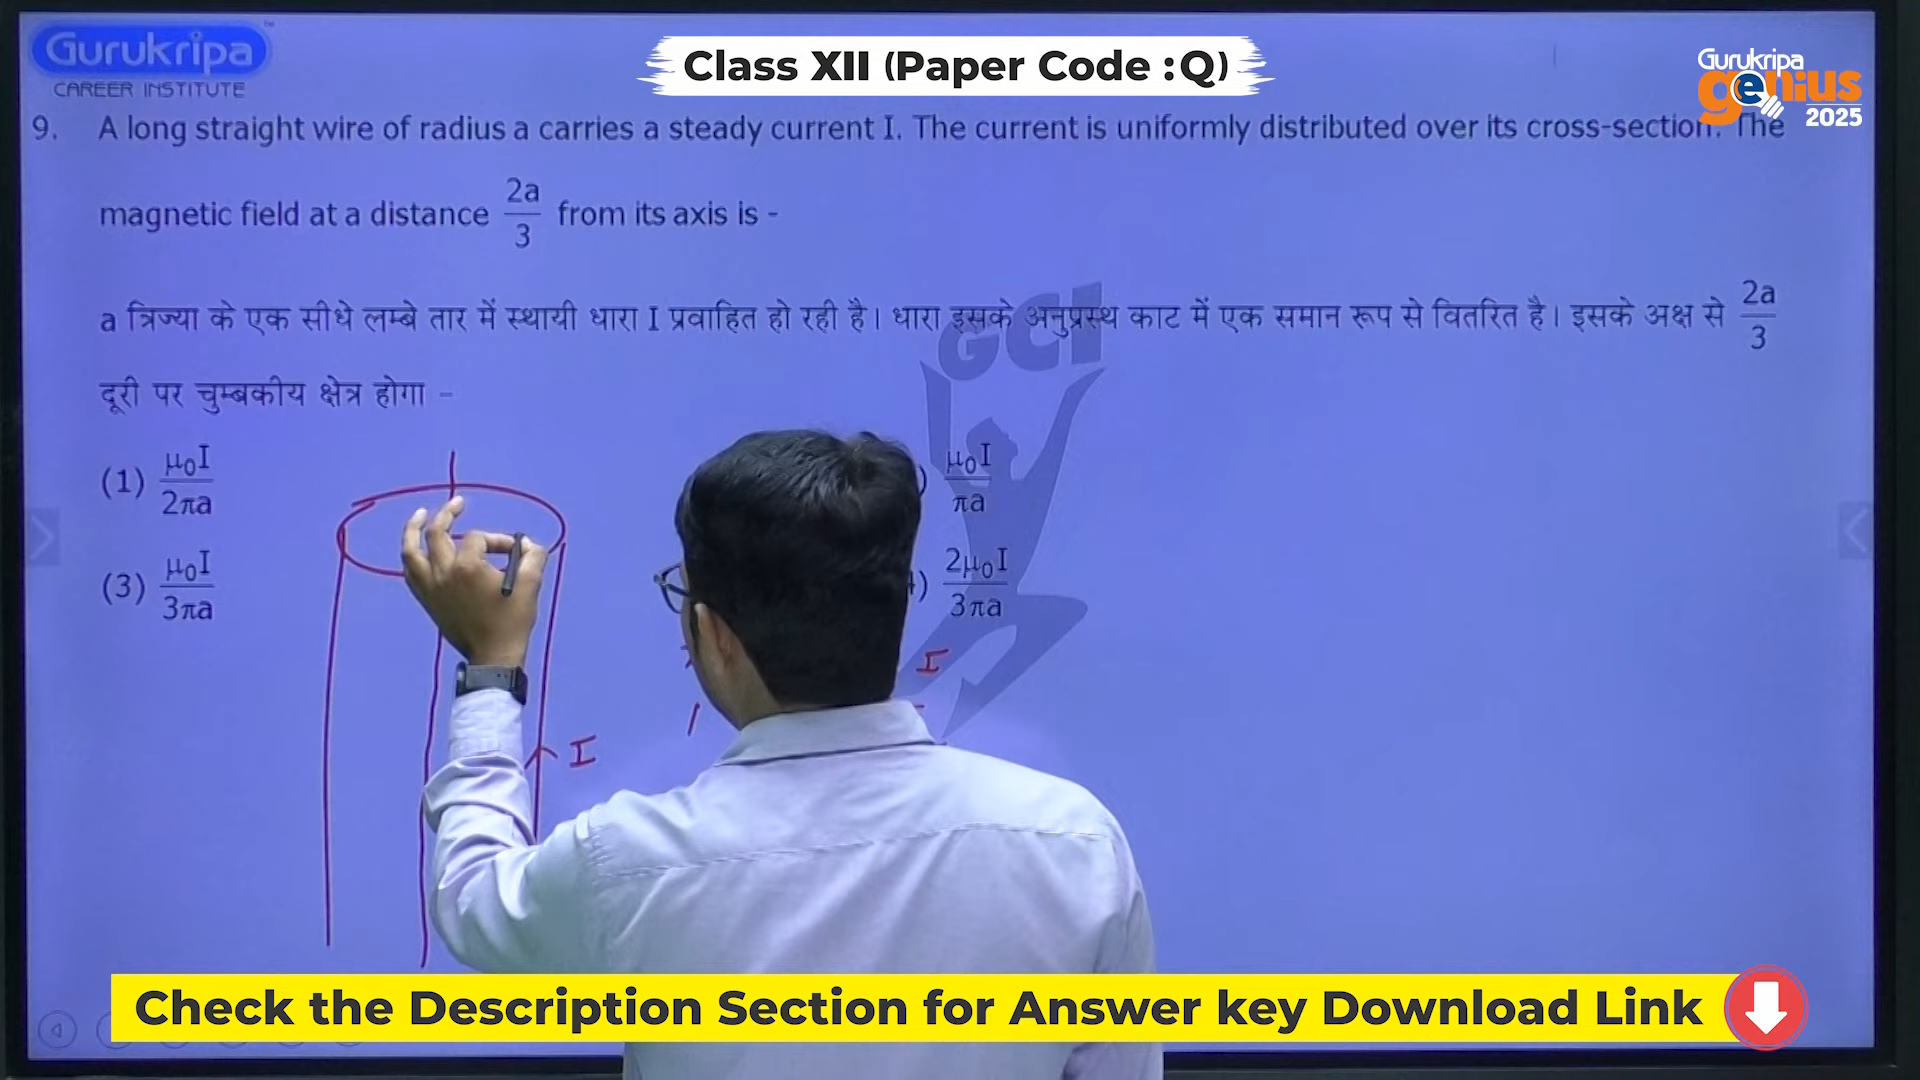 Gurukripa
CAREER INSTITUTE
Class XII (Paper Code :Q)
Gurukripa
genius
2025
9. A long straight wire of radius a carries a steady current I. The current is uniformly distributed over its cross-section. The
magnetic field at a distance 2a/3 from its axis is -
a त्रिज्या के एक सीधे लम्बे तार में स्थायी धारा I प्रवाहित हो रही है। धारा इसके अनुप्रस्थ काट में एक समान रूप से वितरित है। इसके अक्ष से 2a/3
दूरी पर चुम्बकीय क्षेत्र होगा -
GCI
(1) μ₀I/2πa
) μ₀I/πa
(3) μ₀I/3πa
) 2μ₀I/3πa
I
I
Check the Description Section for Answer key Download Link